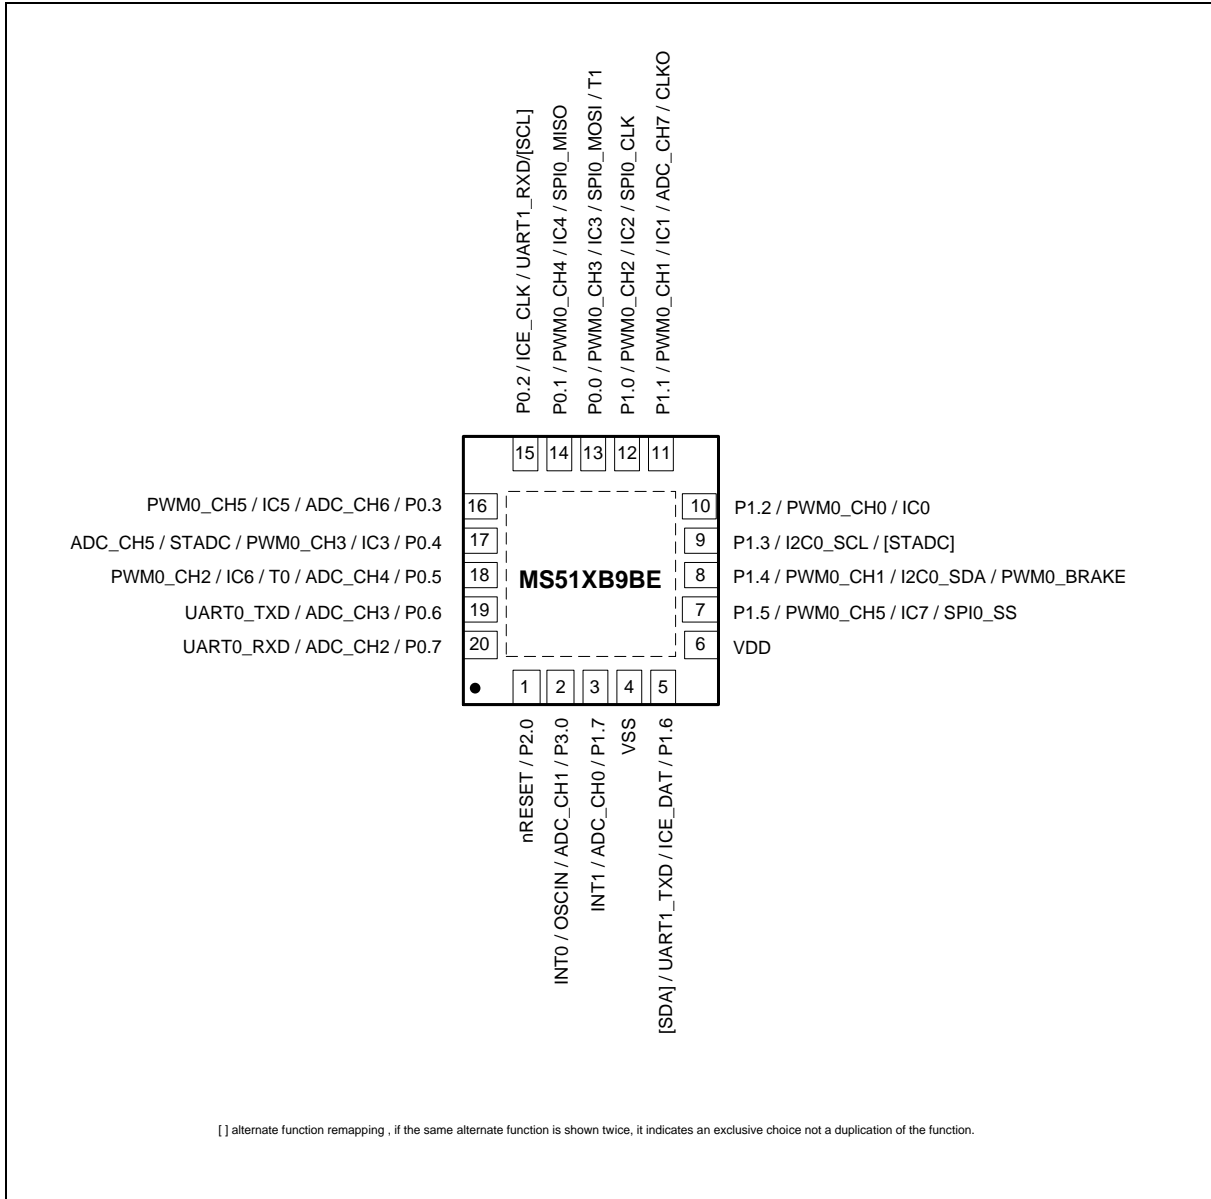 P0.2 / ICE_CLK / UART1_RXD/[SCL]
P0.1 / PWM0_CH4 / IC4 / SPI0_MISO
P0.0 / PWM0_CH3 / IC3 / SPI0_MOSI / T1
P1.0 / PWM0_CH2 / IC2 / SPI0_CLK
P1.1 / PWM0_CH1 / IC1 / ADC_CH7 / CLKO
15 14 13 12 11
PWM0_CH5 / IC5 / ADC_CH6 / P0.3 16
10 P1.2 / PWM0_CH0 / IC0
ADC_CH5 / STADC / PWM0_CH3 / IC3 / P0.4 17
9 P1.3 / I2C0_SCL / [STADC]
PWM0_CH2 / IC6 / T0 / ADC_CH4 / P0.5 18
MS51XB9BE
8 P1.4 / PWM0_CH1 / I2C0_SDA / PWM0_BRAKE
UART0_TXD / ADC_CH3 / P0.6 19
7 P1.5 / PWM0_CH5 / IC7 / SPI0_SS
UART0_RXD / ADC_CH2 / P0.7 20
6 VDD
1 2 3 4 5
nRESET / P2.0
INT0 / OSCIN / ADC_CH1 / P3.0
INT1 / ADC_CH0 / P1.7
VSS
[SDA] / UART1_TXD / ICE_DAT / P1.6
[ ] alternate function remapping , if the same alternate function is shown twice, it indicates an exclusive choice not a duplication of the function.